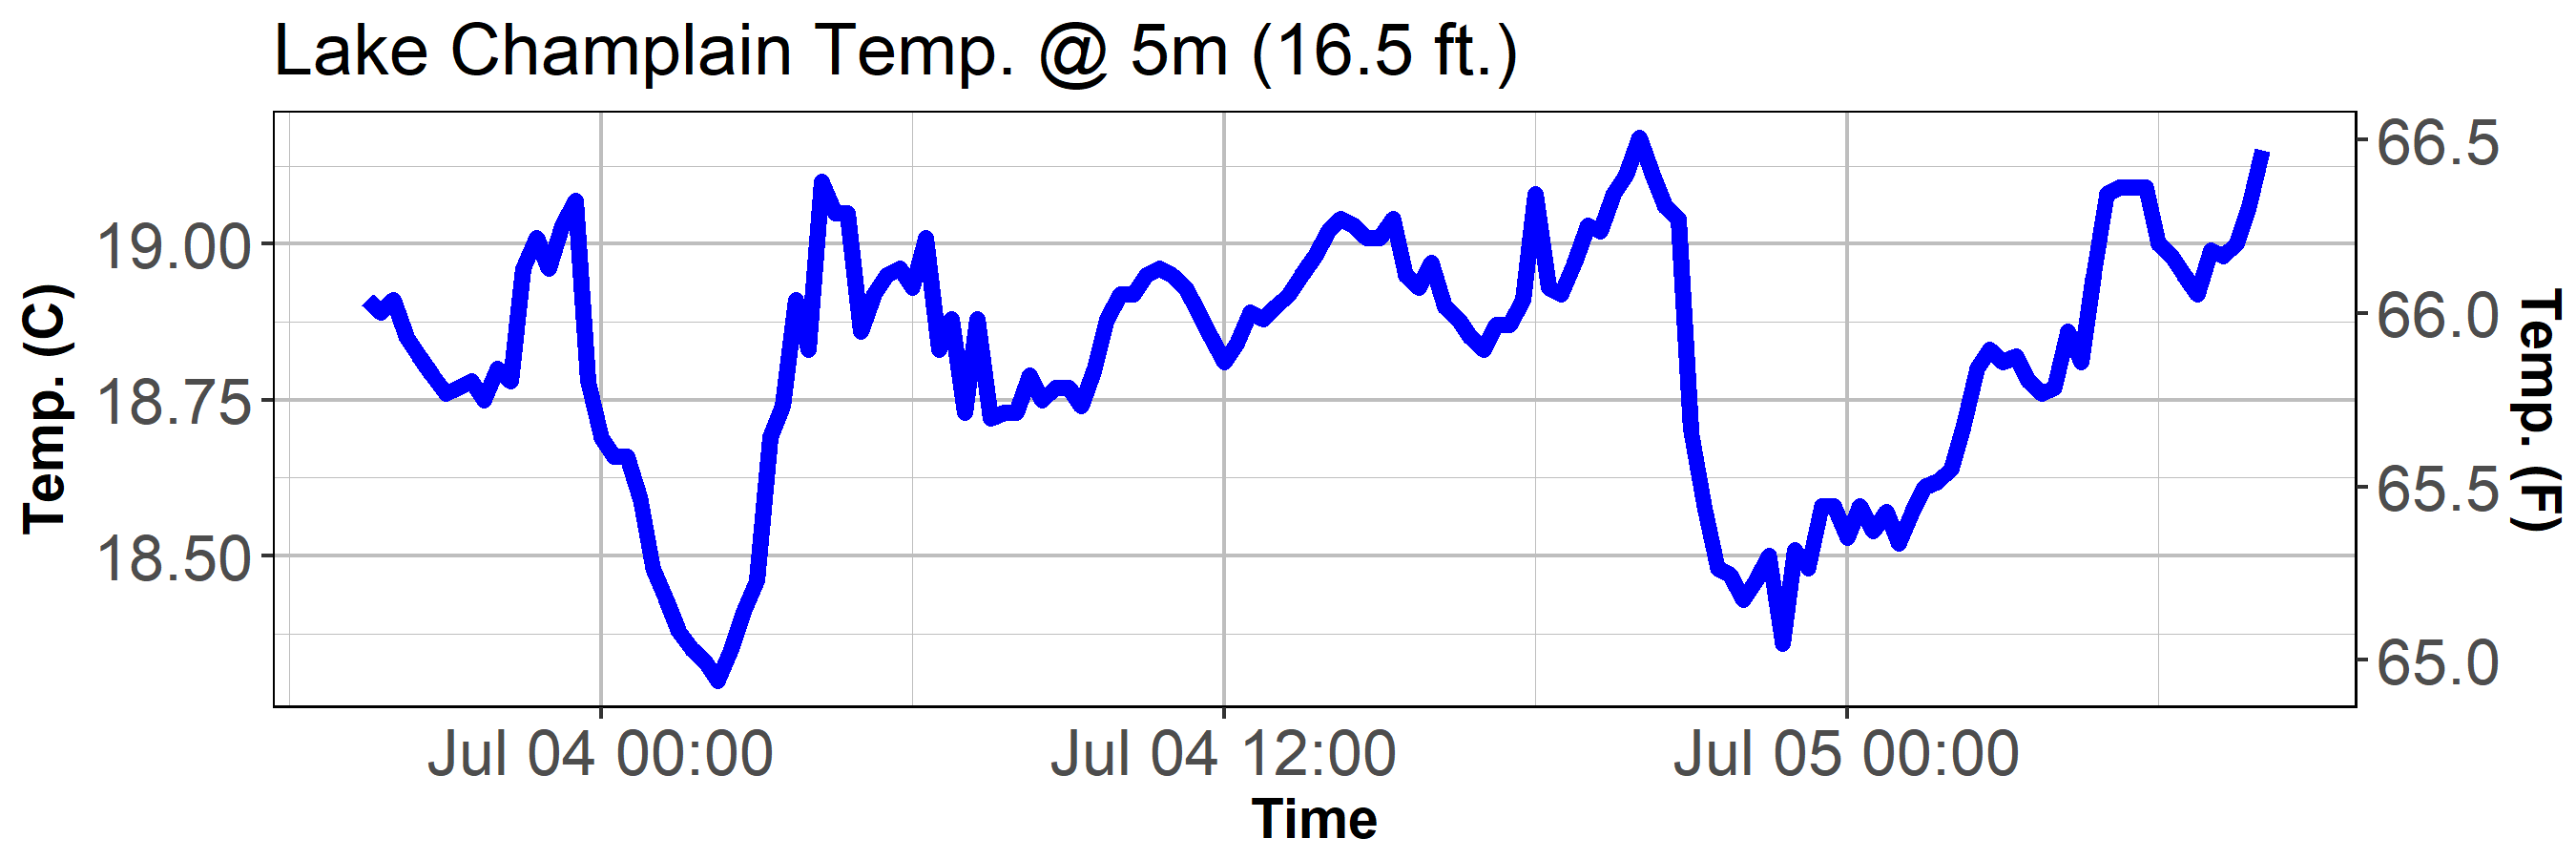 Lake Champlain Temp. @ 5m (16.5 ft.)
Temp. (C)
19.00
18.75
18.50
66.5
66.0
65.5
65.0
Temp. (F)
Jul 04 00:00
Jul 04 12:00
Jul 05 00:00
Time